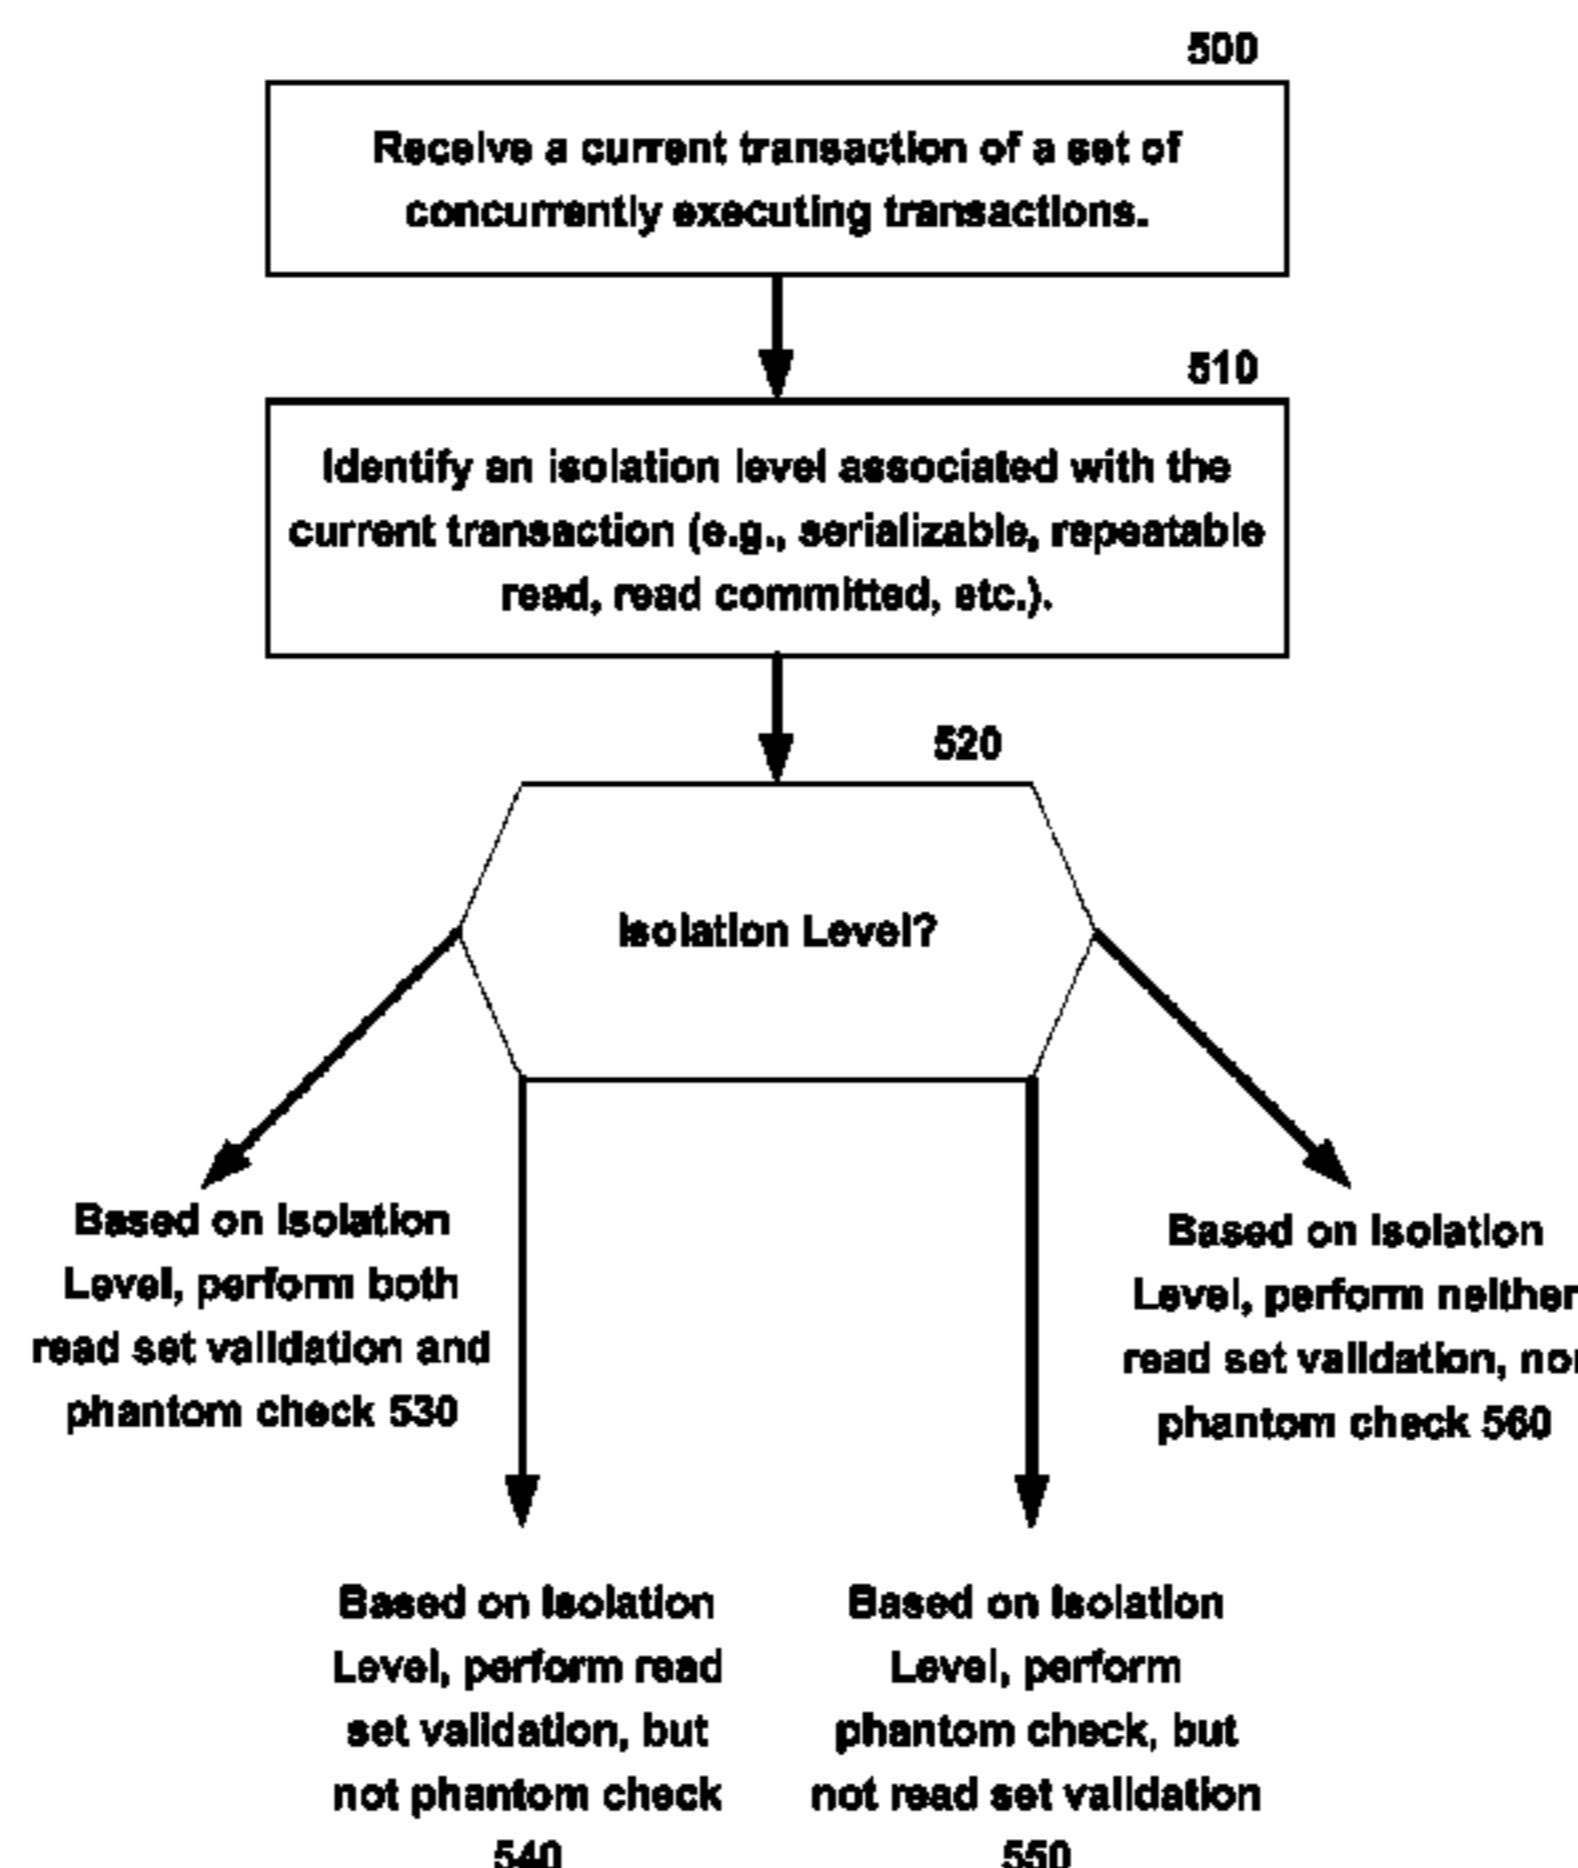 500
Receive a current transaction of a set of
concurrently executing transactions.
510
Identify an isolation level associated with the
current transaction (e.g., serializable, repeatable
read, read committed, etc.).
520
Isolation Level?
Based on Isolation
Level, perform both
read set validation and
phantom check 530
Based on Isolation
Level, perform neither
read set validation, nor
phantom check 560
Based on Isolation
Level, perform read
set validation, but
not phantom check
540
Based on Isolation
Level, perform
phantom check, but
not read set validation
550